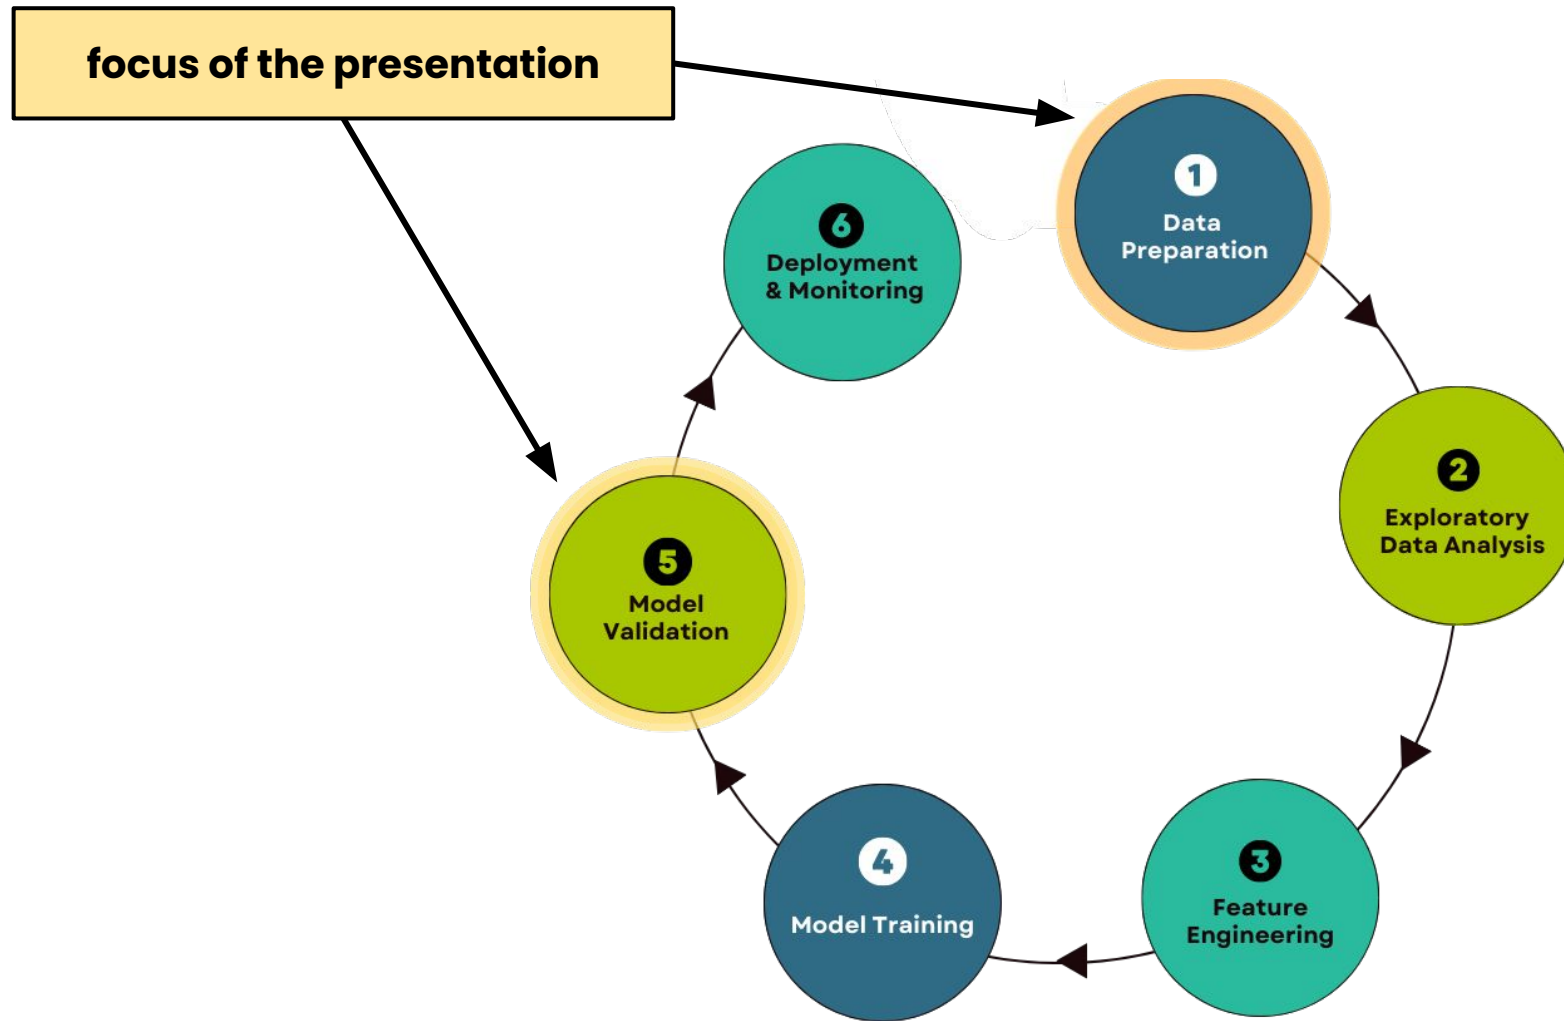 focus of the presentation
1
Data
Preparation
2
Exploratory
Data Analysis
3
Feature
Engineering
4
Model Training
5
Model
Validation
6
Deployment
& Monitoring